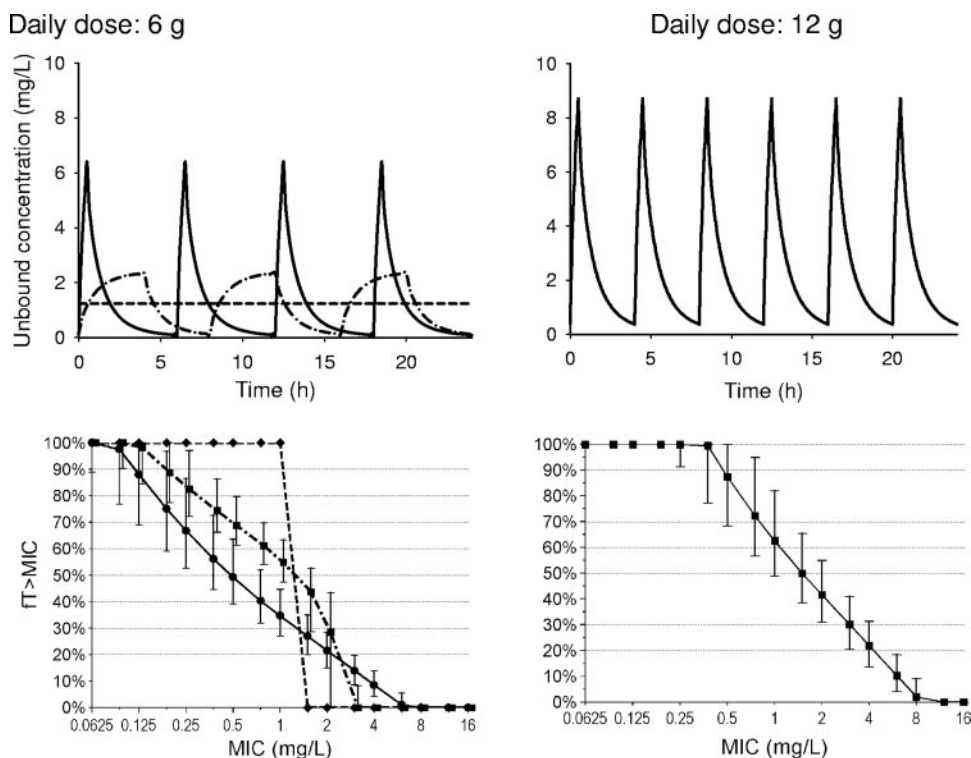 Daily dose: 6 g
Daily dose: 12 g
Unbound concentration (mg/L)
10
8
6
4
2
0
0 5 10 15 20
Time (h)
10
8
6
4
2
0
0 5 10 15 20
Time (h)
fT>MIC
100%
90%
80%
70%
60%
50%
40%
30%
20%
10%
0%
0.0625 0.125 0.25 0.5 1 2 4 8 16
MIC (mg/L)
100%
90%
80%
70%
60%
50%
40%
30%
20%
10%
0%
0.0625 0.125 0.25 0.5 1 2 4 8 16
MIC (mg/L)